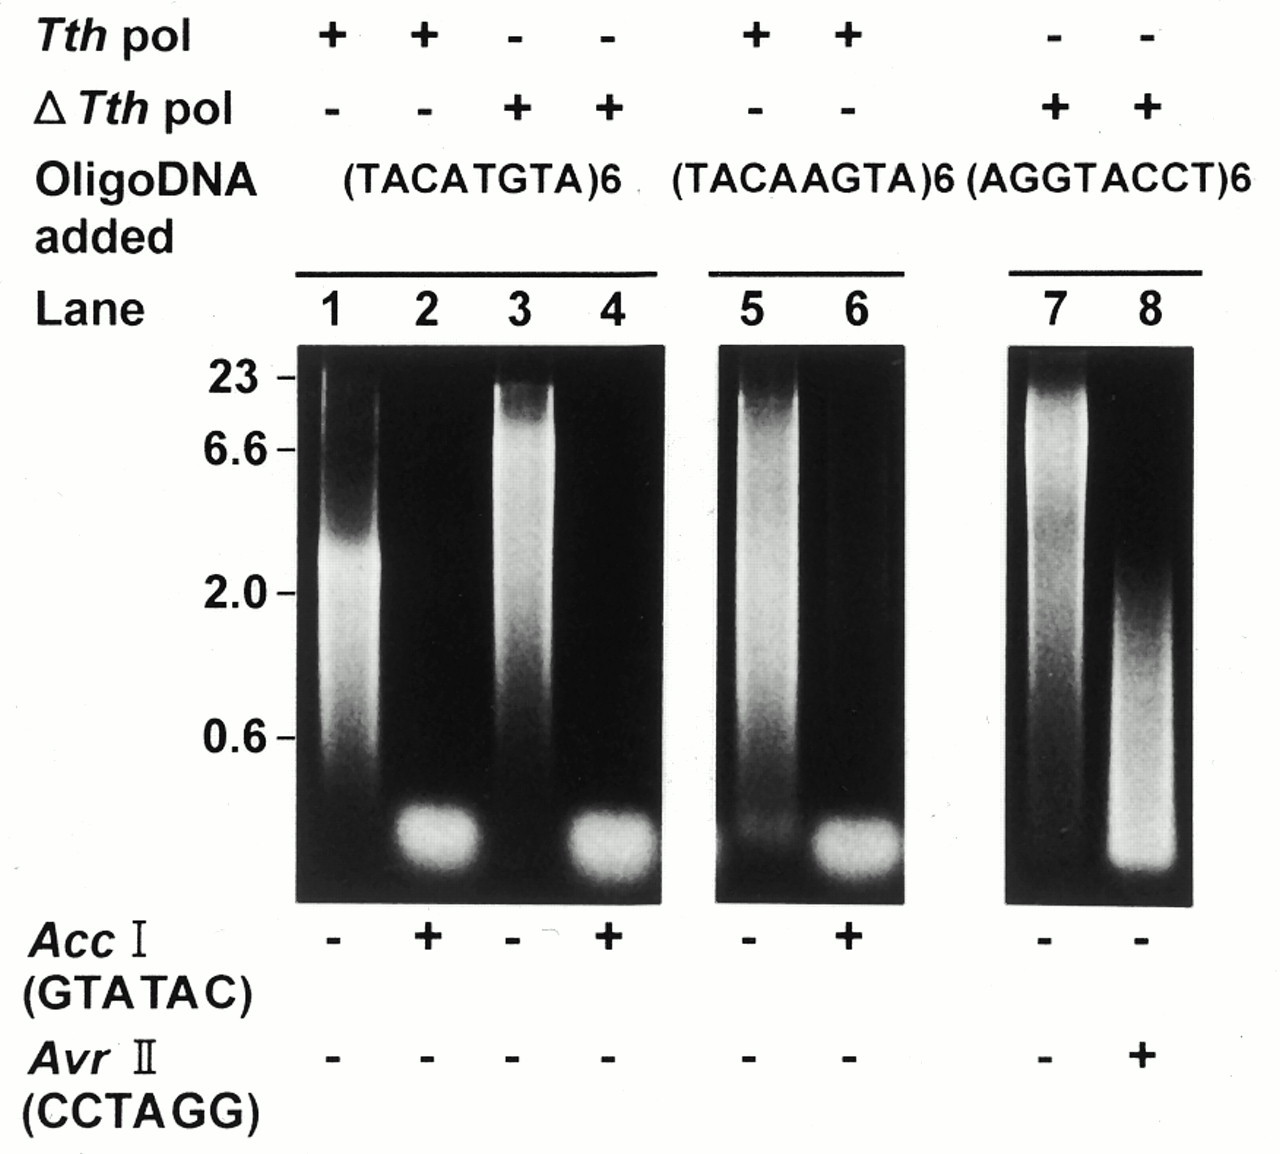 Tth pol + + - - + + - -
Δ Tth pol - - + + - - + +
OligoDNA added (TACATGTA)6 (TACAAGTA)6 (AGGTACCT)6
Lane 1 2 3 4 5 6 7 8
23
6.6
2.0
0.6
Acc I - + - + - + - -
(GTATAC)
Avr II - - - - - - - +
(CCTAGG)